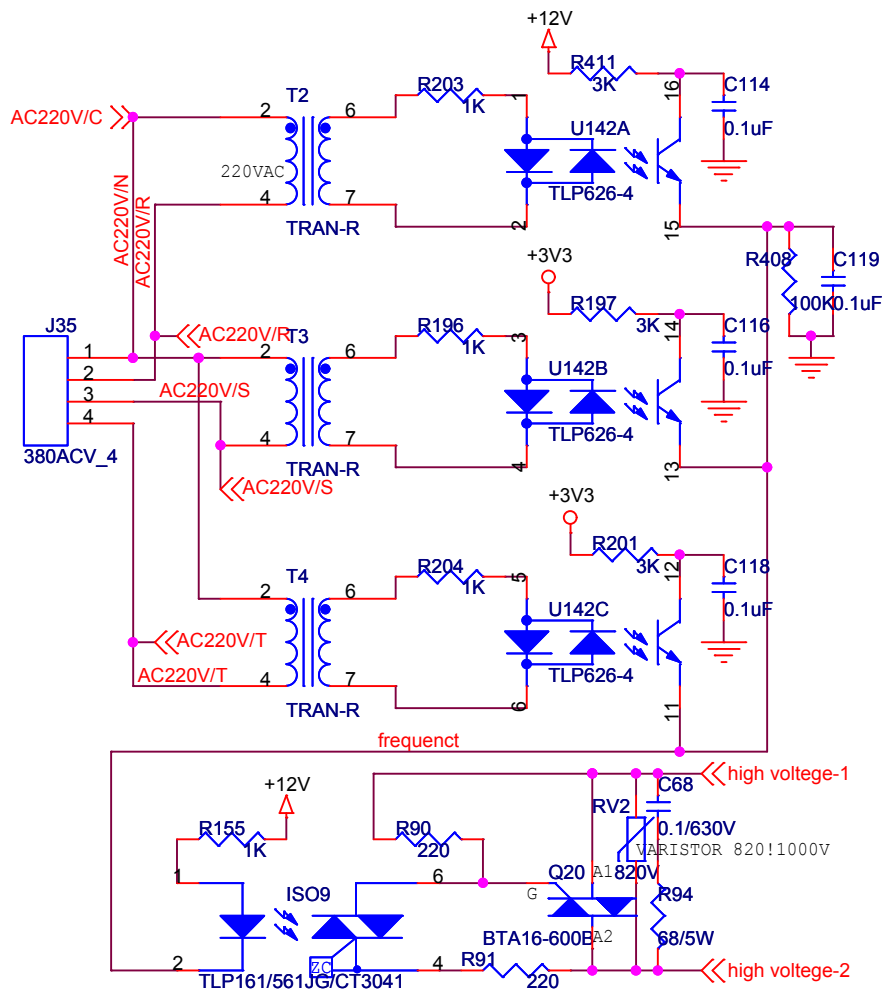 +12V
R411
3K
16
C114
0.1uF
T2
R203
1K
1
AC220V/C
2
6
U142A
220VAC
TLP626-4
4
7
2
15
TRAN-R
AC220V/N
AC220V/R
+3V3
R408
C119
100K
0.1uF
J35
R197
3K
14
C116
0.1uF
AC220V/R
T3
R196
1K
3
1
2
3
4
2
6
U142B
AC220V/S
TLP626-4
4
7
4
13
380ACV_4
TRAN-R
AC220V/S
+3V3
R201
3K
12
C118
0.1uF
T4
R204
1K
5
2
6
U142C
AC220V/T
TLP626-4
AC220V/T
4
7
6
11
TRAN-R
frequenct
high voltege-1
+12V
C68
RV2
R155
1K
R90
220
0.1/630V
VARISTOR 820!1000V
1
ISO9
6
Q20
A1
820V
G
R94
BTA16-600B
A2
68/5W
ZC
2
4
R91
220
high voltege-2
TLP161/561JG/CT3041